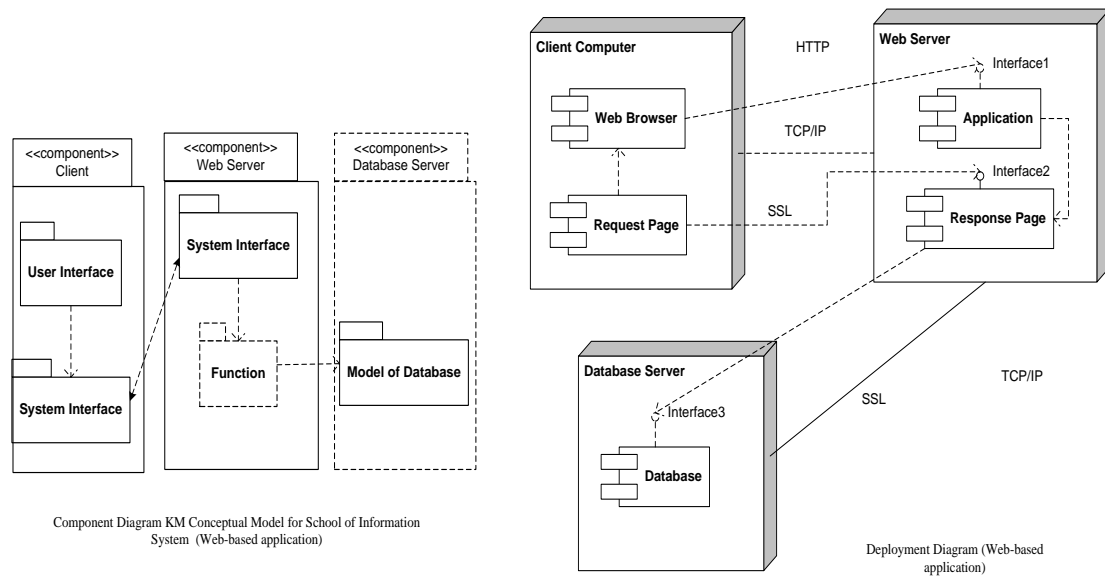 <<component>>
Client
User Interface
System Interface
<<component>>
Web Server
System Interface
Function
<<component>>
Database Server
Model of Database
Component Diagram KM Conceptual Model for School of Information
System (Web-based application)
Client Computer
Web Browser
Request Page
HTTP
TCP/IP
SSL
Web Server
Interface1
Application
Interface2
Response Page
Database Server
Interface3
Database
SSL
TCP/IP
Deployment Diagram (Web-based
application)